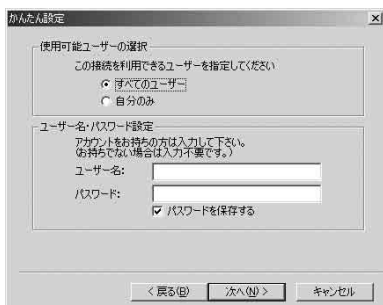 かんたん設定
使用可能ユーザーの選択
この接続を利用できるユーザーを指定してください
すべてのユーザー
自分のみ
ユーザー名・パスワード設定
アカウントをお持ちの方は入力して下さい。
(お持ちでない場合は入力不要です。)
ユーザー名:
パスワード:
パスワードを保存する
< 戻る(B)
次へ(N) >
キャンセル